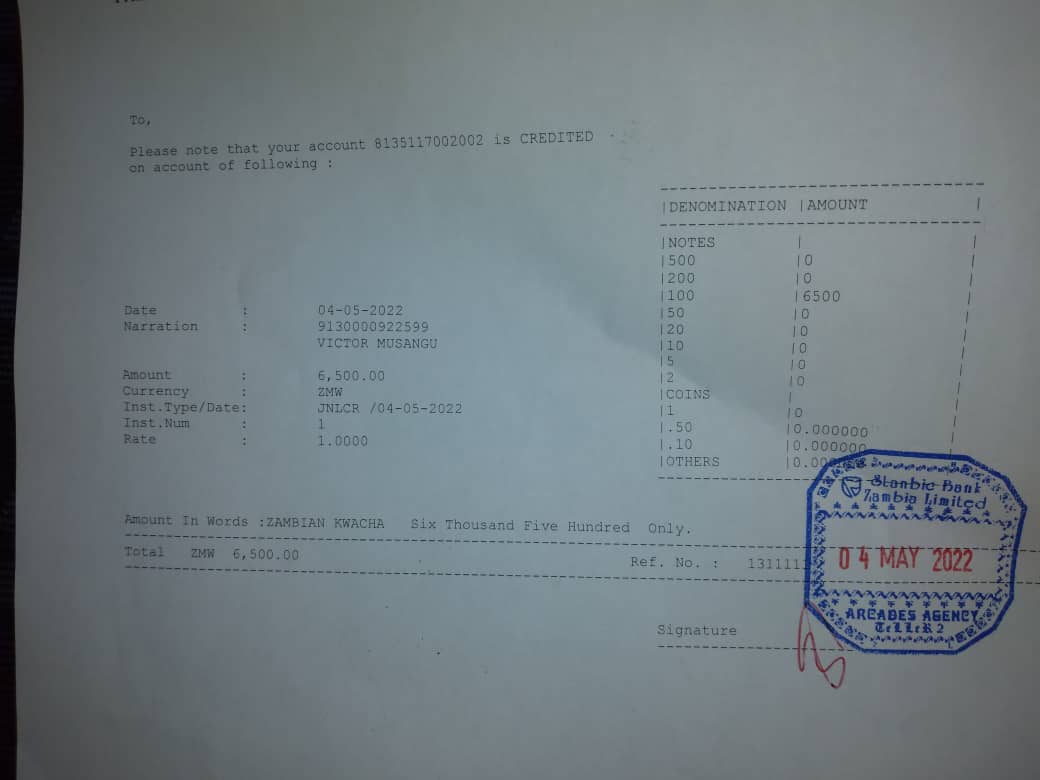 To,
Please note that your account 8135117002002 is CREDITED
on account of following :
|DENOMINATION |AMOUNT |
|NOTES | |
|500 |0
|200 |0
|100 |6500
|50 |0
|20 |0
|10 |0
|5 |0
|2 |0
|COINS |
|1 |0
|.50 |0.000000
|.10 |0.000000
|OTHERS
Date : 04-05-2022
Narration : 9130000922599
VICTOR MUSANGU
Amount : 6,500.00
Currency : ZMW
Inst.Type/Date: JNLCR /04-05-2022
Inst.Num : 1
Rate : 1.0000
Amount In Words :ZAMBIAN KWACHA Six Thousand Five Hundred Only.
Total ZMW 6,500.00
Ref. No. :
Signature
Stanbic Bank
Zambia Limited
04 MAY 2022
ARCADES AGENCY
TeLLeR 2